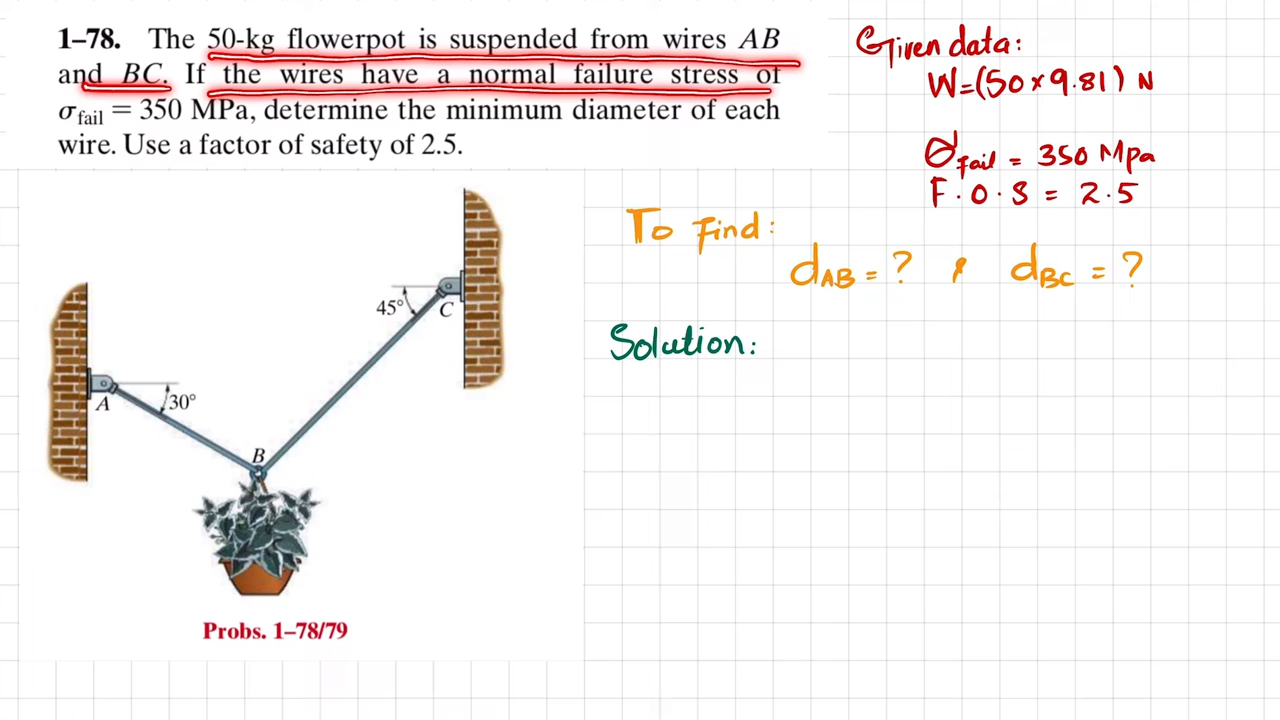 1–78. The 50-kg flowerpot is suspended from wires AB
and BC. If the wires have a normal failure stress of
σfail = 350 MPa, determine the minimum diameter of each
wire. Use a factor of safety of 2.5.
Given data:
W=(50×9.81) N
σFail = 350 Mpa
F.O.S = 2.5
To Find:
dAB = ? & dBC = ?
Solution:
45°
C
A
30°
B
Probs. 1–78/79